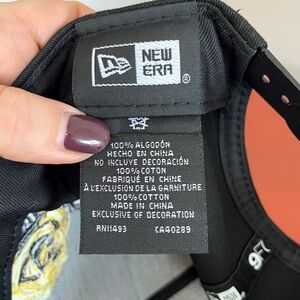 NEW
ERA
®
100% ALGODÓN
HECHO EN CHINA
NO INCLUYE DECORACIÓN
100% COTON
FABRIQUÉ EN CHINE
À L'EXCLUSION DE LA GARNITURE
100% COTTON
MADE IN CHINA
EXCLUSIVE OF DECORATION
RN11493 CA40289